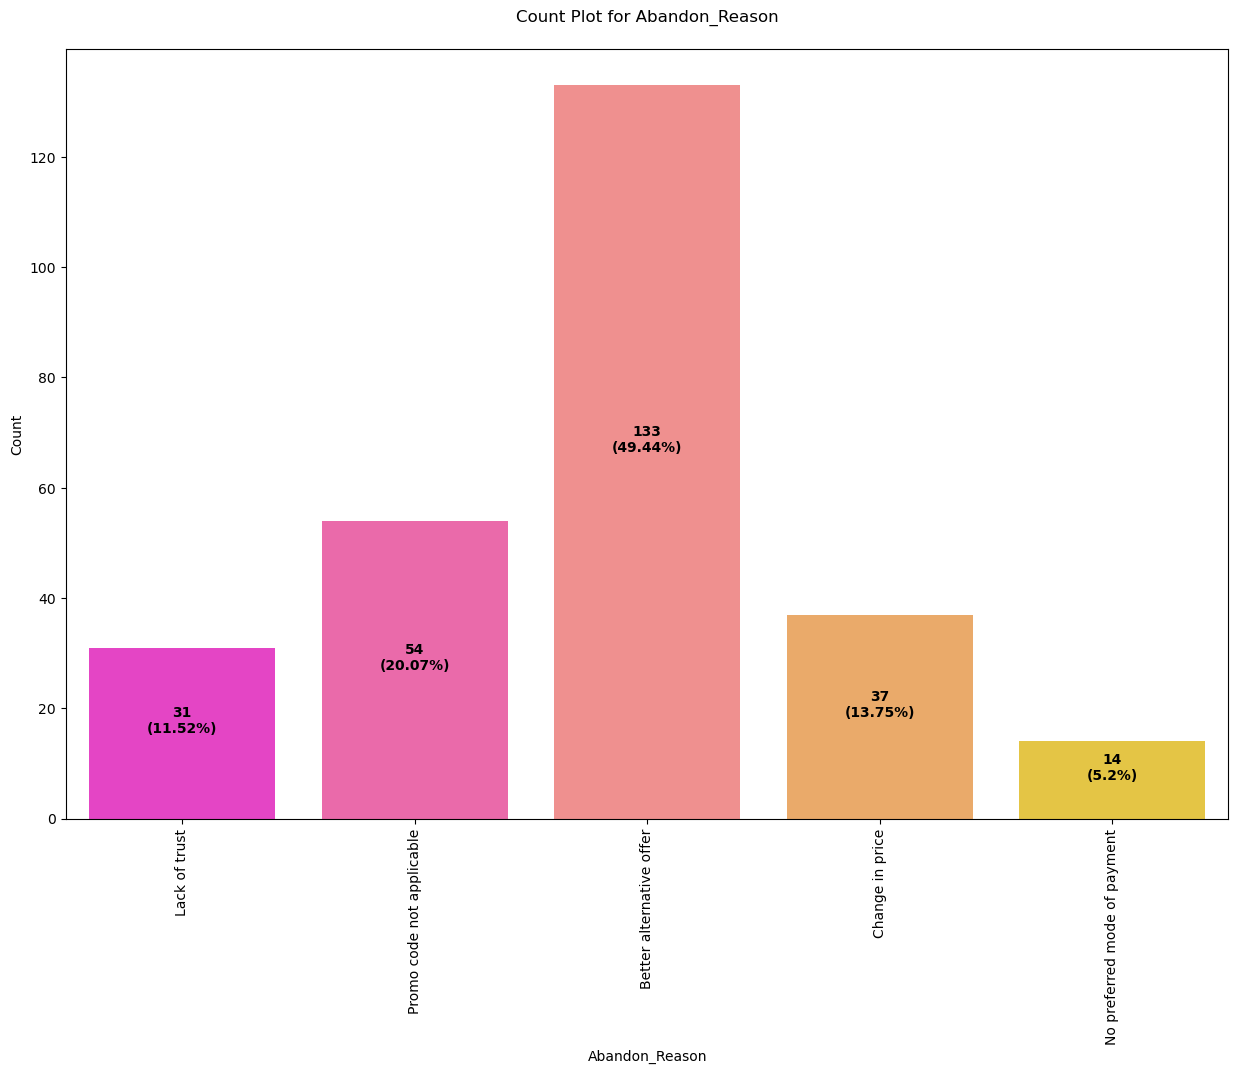 Count Plot for Abandon_Reason
Count
120
100
80
60
40
20
0
31
(11.52%)
54
(20.07%)
133
(49.44%)
37
(13.75%)
14
(5.2%)
Lack of trust
Promo code not applicable
Better alternative offer
Change in price
No preferred mode of payment
Abandon_Reason